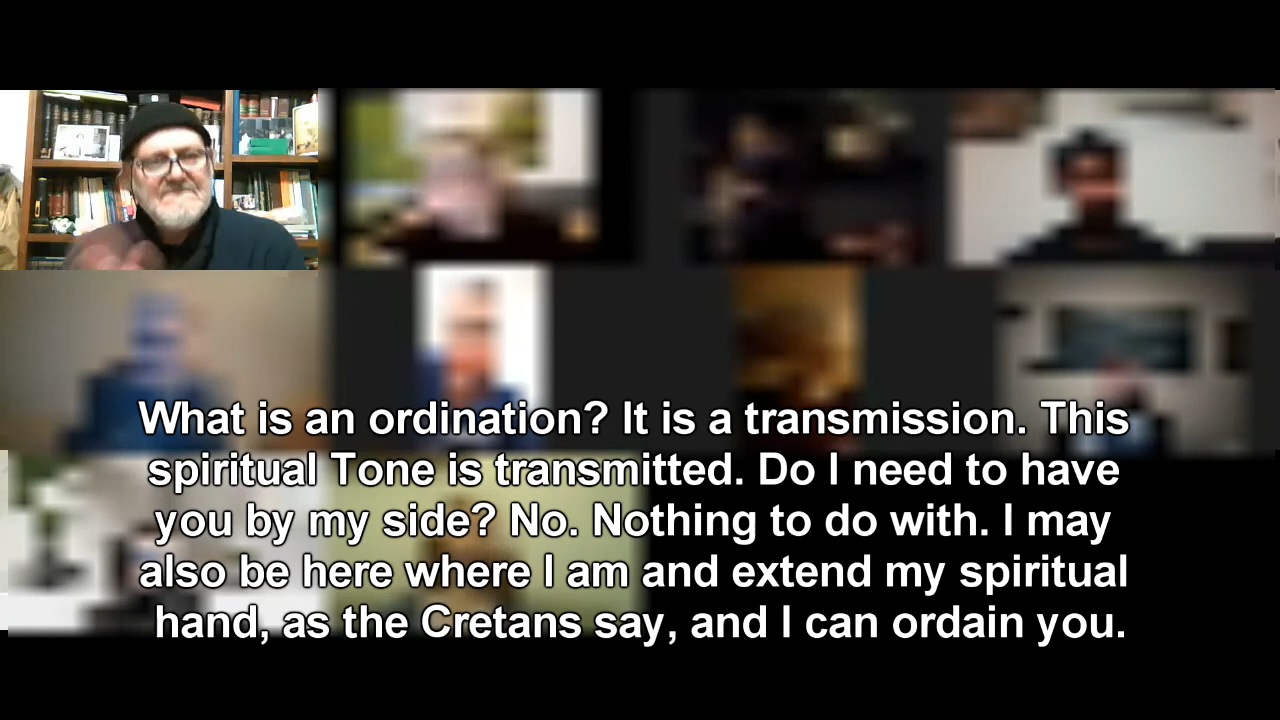 What is an ordination? It is a transmission. This
spiritual Tone is transmitted. Do I need to have
you by my side? No. Nothing to do with. I may
also be here where I am and extend my spiritual
hand, as the Cretans say, and I can ordain you.